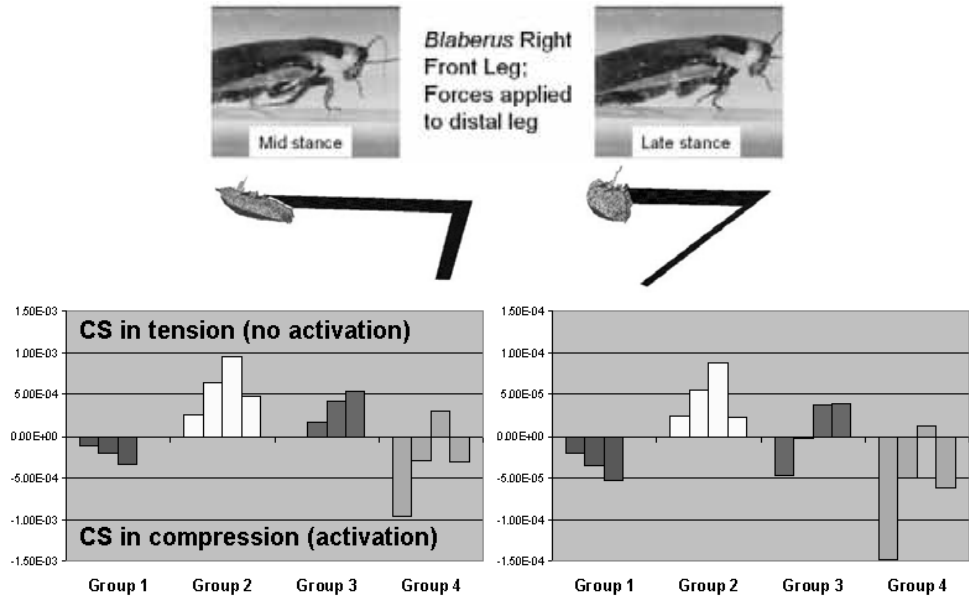 Blaberus Right
Front Leg;
Forces applied
to distal leg
Mid stance
Late stance
1.50E-03
1.00E-03
5.00E-04
0.00E+00
-5.00E-04
-1.00E-03
-1.50E-03
CS in tension (no activation)
CS in compression (activation)
Group 1 Group 2 Group 3 Group 4
1.50E-04
1.00E-04
5.00E-05
0.00E+00
-5.00E-05
-1.00E-04
-1.50E-04
Group 1 Group 2 Group 3 Group 4